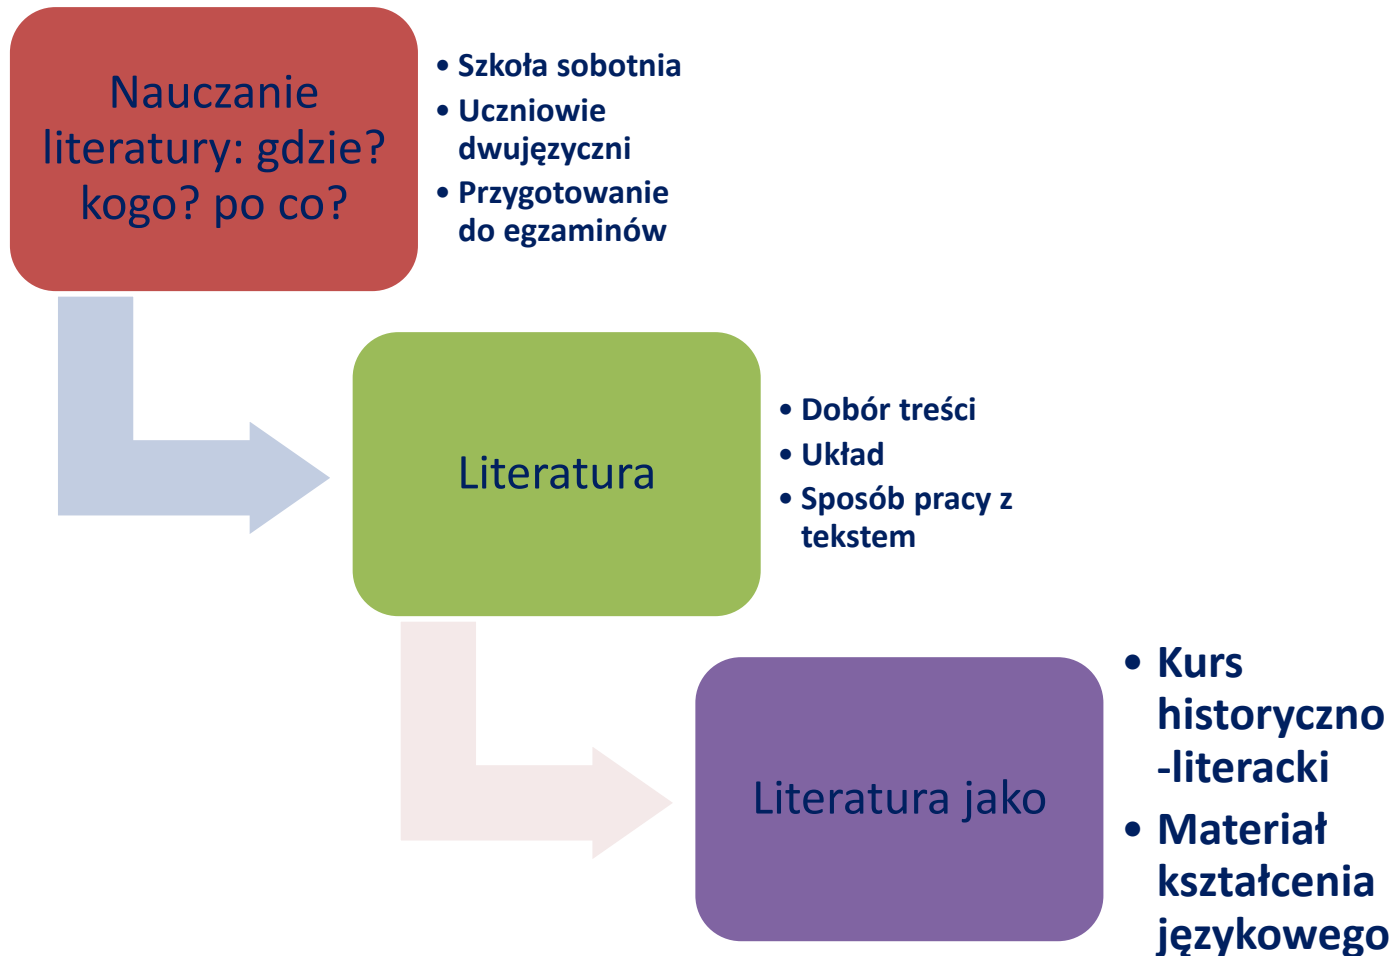 Nauczanie
literatury: gdzie?
kogo? po co?
• Szkoła sobotnia
• Uczniowie
dwujęzyczni
• Przygotowanie
do egzaminów
Literatura
• Dobór treści
• Układ
• Sposób pracy z
tekstem
Literatura jako
• Kurs
historyczno
-literacki
• Materiał
kształcenia
językowego